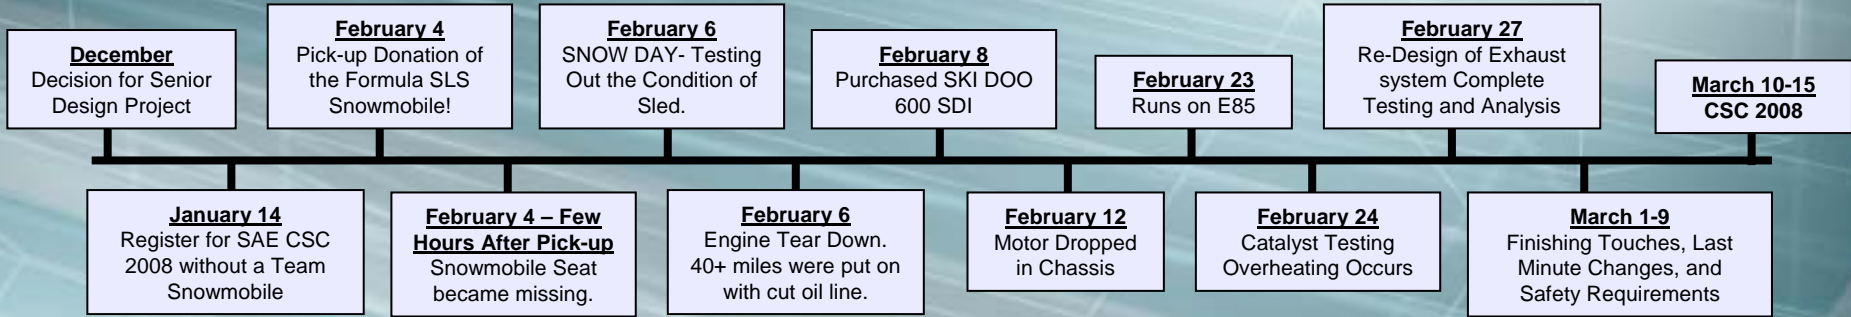 December
Decision for Senior
Design Project
January 14
Register for SAE CSC
2008 without a Team
Snowmobile
February 4
Pick-up Donation of
the Formula SLS
Snowmobile!
February 4 – Few
Hours After Pick-up
Snowmobile Seat
became missing.
February 6
SNOW DAY- Testing
Out the Condition of
Sled.
February 6
Engine Tear Down.
40+ miles were put on
with cut oil line.
February 8
Purchased SKI DOO
600 SDI
February 12
Motor Dropped
in Chassis
February 23
Runs on E85
February 24
Catalyst Testing
Overheating Occurs
February 27
Re-Design of Exhaust
system Complete
Testing and Analysis
March 1-9
Finishing Touches, Last
Minute Changes, and
Safety Requirements
March 10-15
CSC 2008